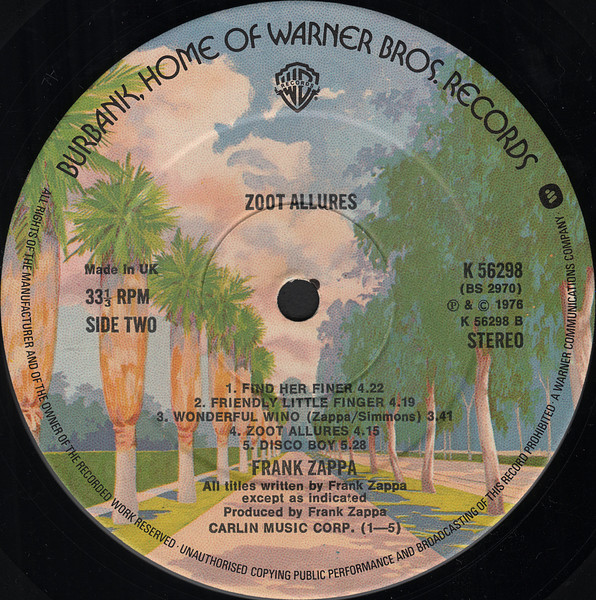 BURBANK, HOME OF WARNER BROS. RECORDS
RECORDS
ZOOT ALLURES
Made in UK
33⅓ RPM
SIDE TWO
K 56298
(BS 2970)
℗ & © 1976
K 56298 B
STEREO
1. FIND HER FINER 4.22
2. FRIENDLY LITTLE FINGER 4.19
3. WONDERFUL WINO (Zappa/Simmons) 3.41
4. ZOOT ALLURES 4.15
5. DISCO BOY 5.28
FRANK ZAPPA
All titles written by Frank Zappa
except as indicated
Produced by Frank Zappa
CARLIN MUSIC CORP. (1—5)
ALL RIGHTS OF THE MANUFACTURER AND OF THE OWNER OF THE RECORDED WORK RESERVED · UNAUTHORISED COPYING PUBLIC PERFORMANCE AND BROADCASTING OF THIS RECORD PROHIBITED · A WARNER COMMUNICATIONS COMPANY